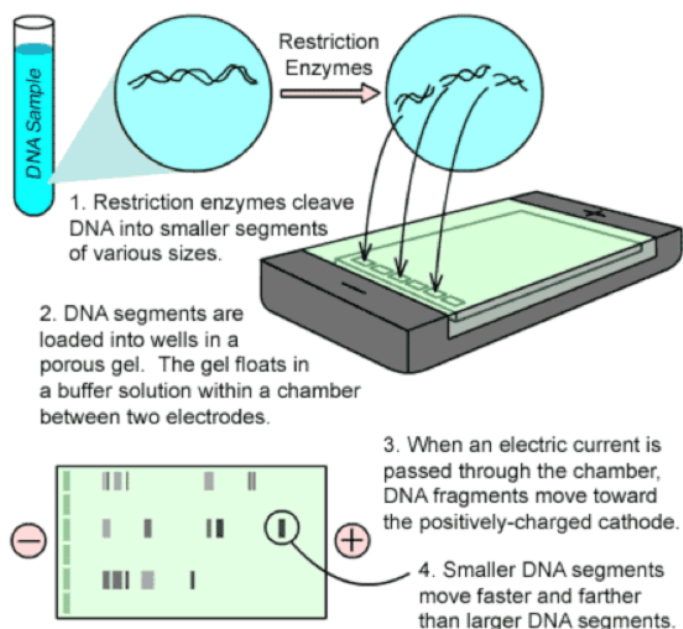 DNA Sample
Restriction
Enzymes
1. Restriction enzymes cleave
DNA into smaller segments
of various sizes.
2. DNA segments are
loaded into wells in a
porous gel. The gel floats in
a buffer solution within a chamber
between two electrodes.
3. When an electric current is
passed through the chamber,
DNA fragments move toward
the positively-charged cathode.
4. Smaller DNA segments
move faster and farther
than larger DNA segments.